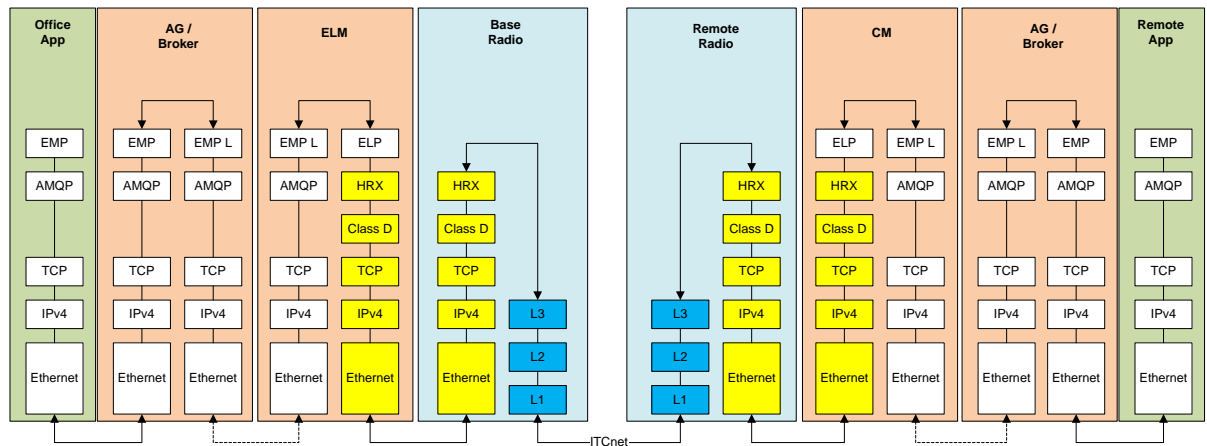 Office
App
AG /
Broker
ELM
Base
Radio
Remote
Radio
CM
AG /
Broker
Remote
App
EMP EMP EMP L EMP L ELP ELP EMP L EMP L EMP EMP
AMQP AMQP AMQP AMQP HRX HRX HRX HRX AMQP AMQP AMQP AMQP
Class D Class D Class D Class D
TCP TCP TCP TCP TCP TCP TCP TCP TCP TCP TCP TCP
IPv4 IPv4 IPv4 IPv4 IPv4 IPv4 L3 L3 IPv4 IPv4 IPv4 IPv4 IPv4 IPv4
L2 L2
Ethernet Ethernet Ethernet Ethernet Ethernet Ethernet Ethernet Ethernet Ethernet Ethernet Ethernet Ethernet
L1 L1
ITCnet